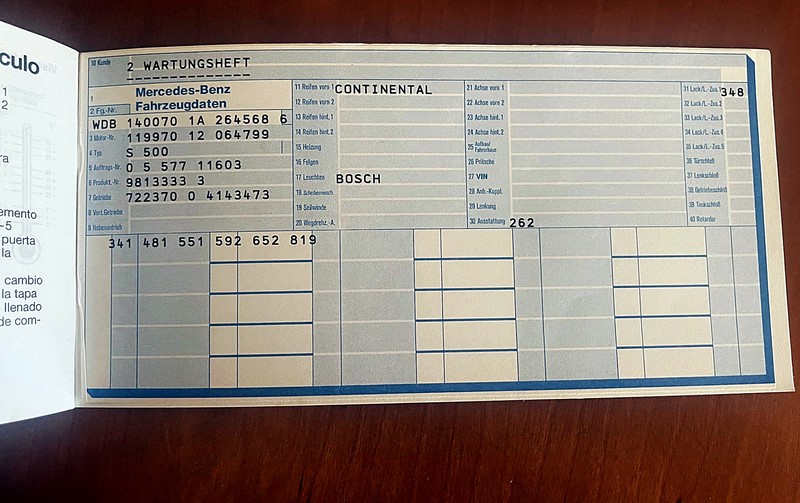 culo
1
2
ra
emento
-5
puerta
la
cambio
la tapa
llenado
de com-
10 Kunde 2 WARTUNGSHEFT
1 Mercedes-Benz
Fahrzeugdaten
2 Fg.-Nr.
WDB 140070 1A 264568 6
3 Motor-Nr. 119970 12 064799
4 Typ S 500
5 Auftrags-Nr. 0 5 577 11603
6 Produkt.-Nr. 9813333 3
7 Getriebe 722370 0 4143473
8 Vert.Getriebe
9 Nebenantrieb
11 Reifen vorn 1 CONTINENTAL
12 Reifen vorn 2
13 Reifen hint. 1
14 Reifen hint. 2
15 Heizung
16 Felgen
17 Leuchten BOSCH
18 Scheibenwisch.
19 Seilwinde
20 Wegdrehz.-A.
21 Achse vorn 1
22 Achse vorn 2
23 Achse hint. 1
24 Achse hint. 2
25 Aufbau/
Fahrerhaus
26 Pritsche
27 VIN
28 Anh.-Kuppl.
29 Lenkung
30 Ausstattung 262
31 Lack/L.-Zus. 1 348
32 Lack/L.-Zus. 2
33 Lack/L.-Zus. 3
34 Lack/L.-Zus. 4
35 Lack/L.-Zus. 5
36 Türschloß
37 Lenkschloß
38 Getriebeschloß
39 Tankschloß
40 Retarder
341 481 551 592 652 819